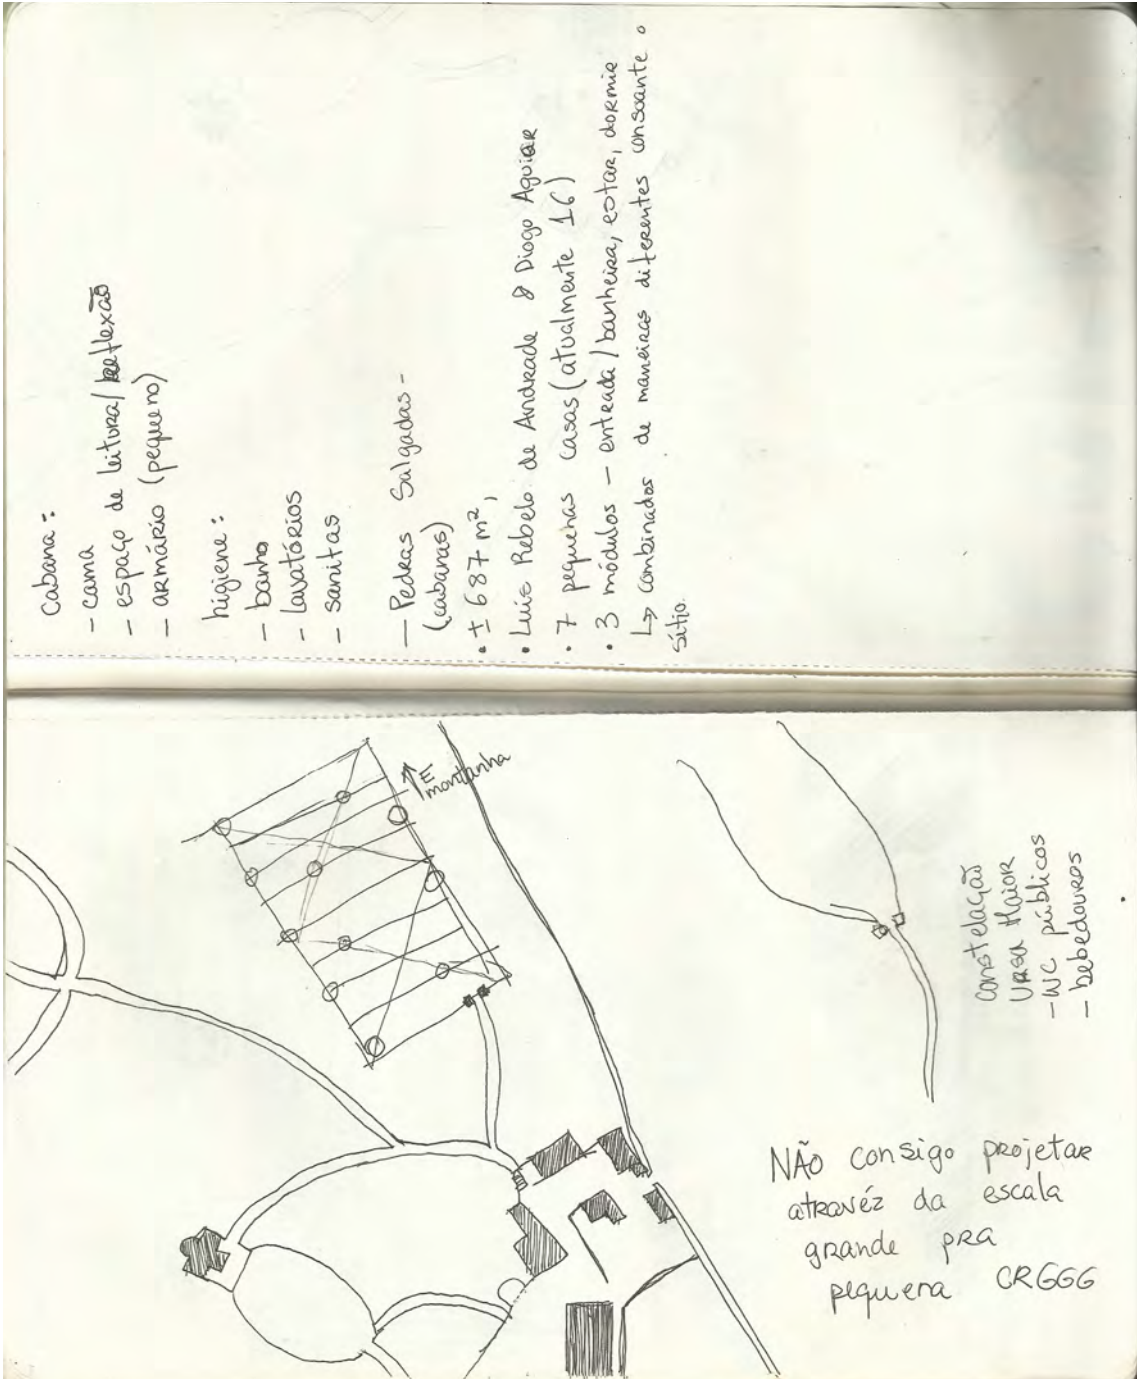 Cabana:
- cama
- espaço de leitura/reflexão
- armário (pequeno)
higiene:
- banho
- lavatórios
- sanitas
- Pedras Salgadas -
(cabanas)
• ± 687 m²,
• Luís Rebelo de Andrade & Diogo Aguiar
• 7 pequenas casas (atualmente 16)
• 3 módulos - entrada/banheira, estar, dormir
↳ combinados de maneiras diferentes consoante o
sítio.
E
montanha
constelação
Ursa Maior
- WC públicos
- bebedouros
NÃO consigo projetar
atravéz da escala
grande pra
pequena CRGGG